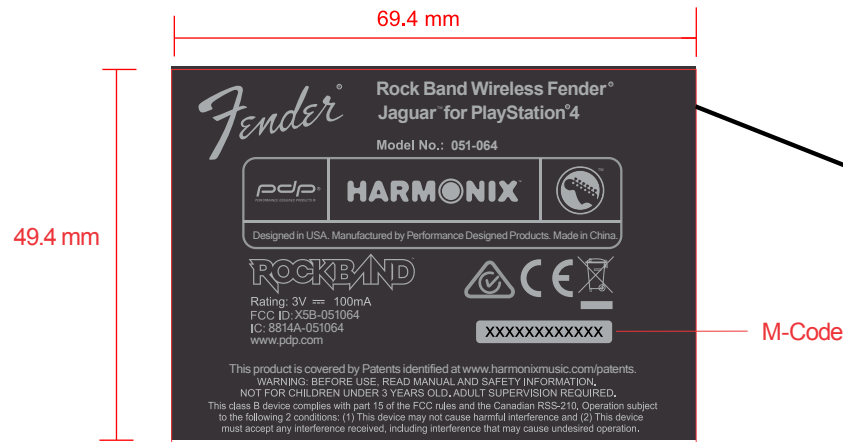 69.4 mm
Fender®
Rock Band Wireless Fender®
Jaguar™ for PlayStation®4
Model No.: 051-064
pdp®
PERFORMANCE DESIGNED PRODUCTS
HARMONIX™
Designed in USA. Manufactured by Performance Designed Products. Made in China.
49.4 mm
ROCKBAND™
CE
Rating: 3V ⎓ 100mA
FCC ID: X5B-051064
IC: 8814A-051064
www.pdp.com
XXXXXXXXXXXX
M-Code
This product is covered by Patents identified at www.harmonixmusic.com/patents.
WARNING: BEFORE USE, READ MANUAL AND SAFETY INFORMATION.
NOT FOR CHILDREN UNDER 3 YEARS OLD. ADULT SUPERVISION REQUIRED.
This class B device complies with part 15 of the FCC rules and the Canadian RSS-210, Operation subject
to the following 2 conditions: (1) This device may not cause harmful interference and (2) This device
must accept any interference received, including interference that may cause undesired operation.